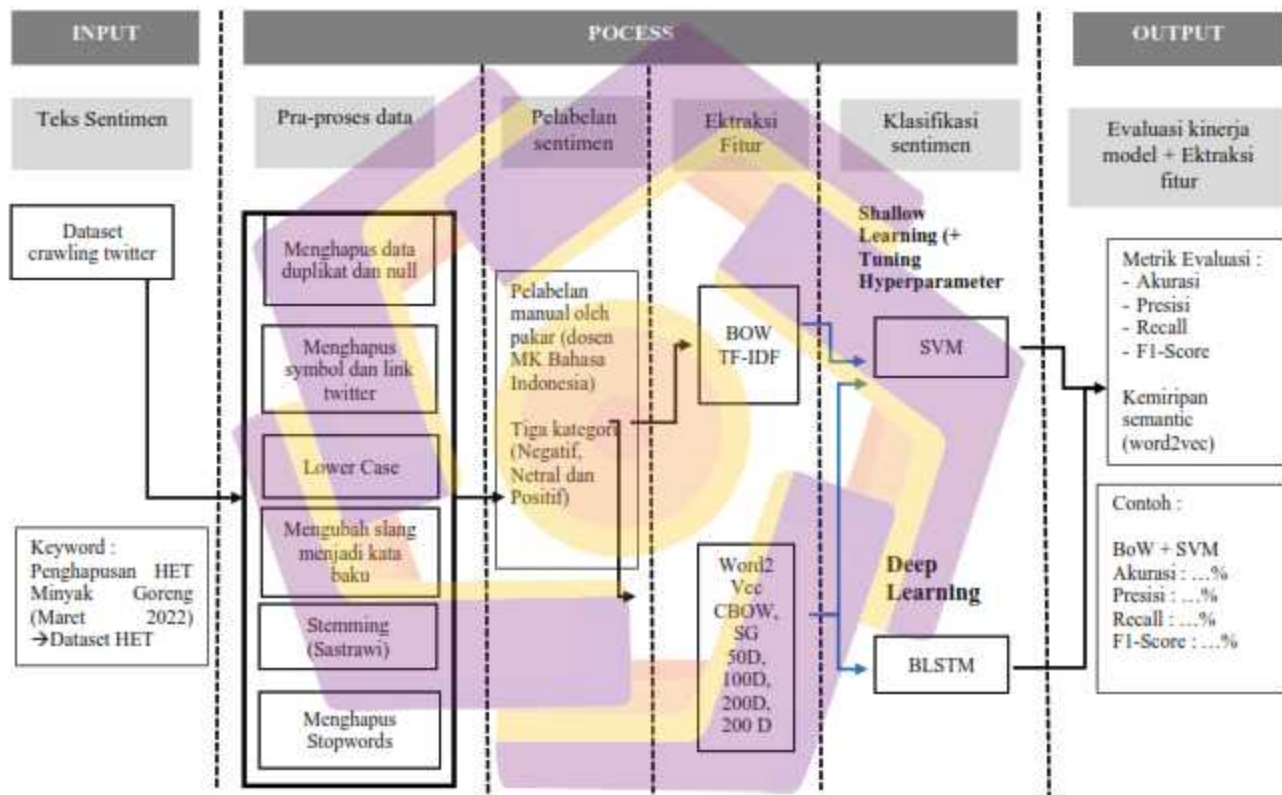 INPUT
POCESS
OUTPUT
Teks Sentimen
Pra-proses data
Pelabelan
sentimen
Ektraksi
Fitur
Klasifikasi
sentimen
Evaluasi kinerja
model + Ektraksi
fitur
Dataset
crawling twitter
Keyword :
Penghapusan HET
Minyak Goreng
(Maret 2022)
→Dataset HET
Menghapus data
duplikat dan null
Menghapus
symbol dan link
twitter
Lower Case
Mengubah slang
menjadi kata
baku
Stemming
(Sastrawi)
Menghapus
Stopwords
Pelabelan
manual oleh
pakar (dosen
MK Bahasa
Indonesia)
Tiga kategori
(Negatif,
Netral dan
Positif)
BOW
TF-IDF
Word2
Vec
CBOW,
SG
50D,
100D,
200D,
200 D
Shallow
Learning (+
Tuning
Hyperparameter
SVM
Deep
Learning
BLSTM
Metrik Evaluasi :
- Akurasi
- Presisi
- Recall
- F1-Score
Kemiripan
semantic
(word2vec)
Contoh :
BoW + SVM
Akurasi : …%
Presisi : …%
Recall : …%
F1-Score : …%